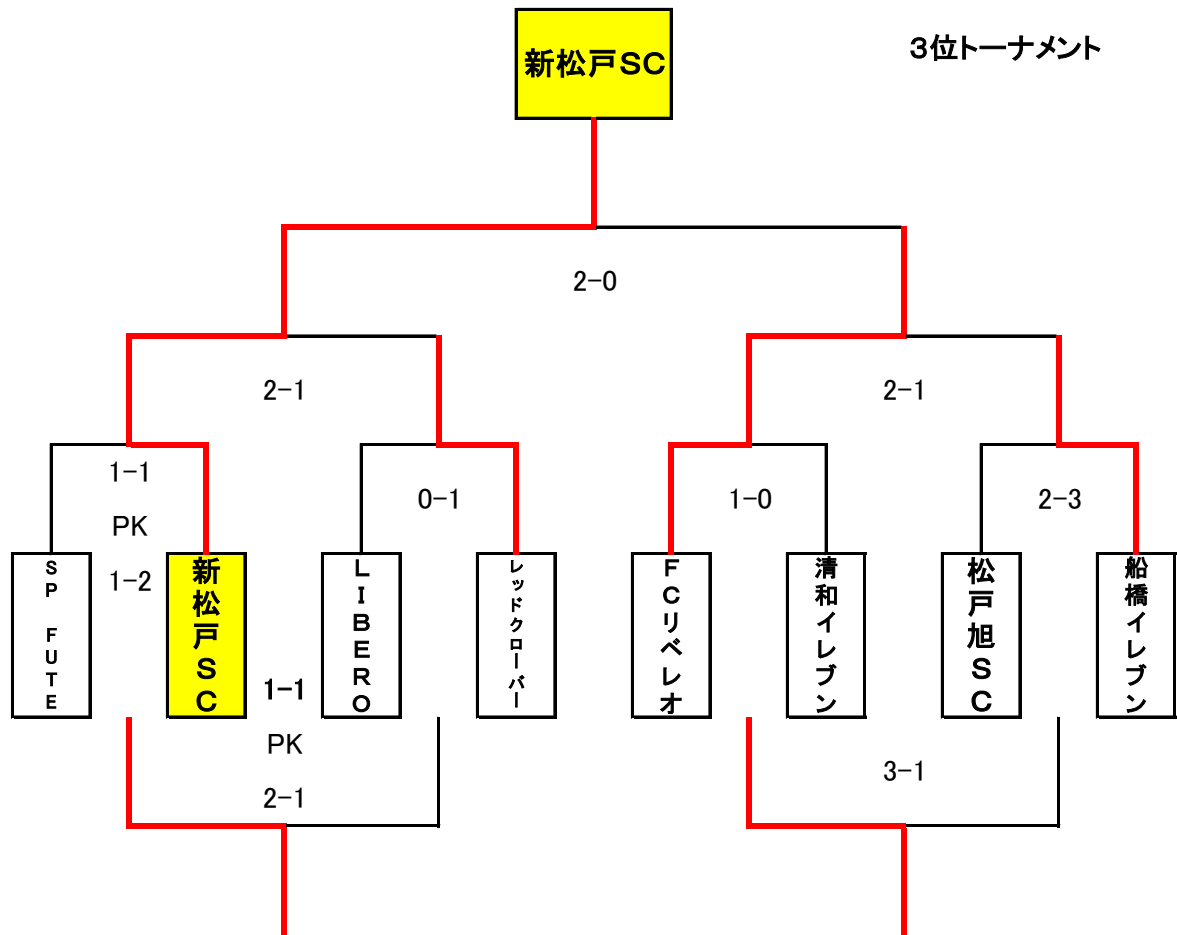 新松戸SC
3位トーナメント
2-0
2-1
2-1
1-1
PK
1-2
0-1
1-0
2-3
SP FUTE
新松戸SC
LIBERO
レッドクローバー
FCリベレオ
清和イレブン
松戸旭SC
船橋イレブン
1-1
PK
2-1
3-1